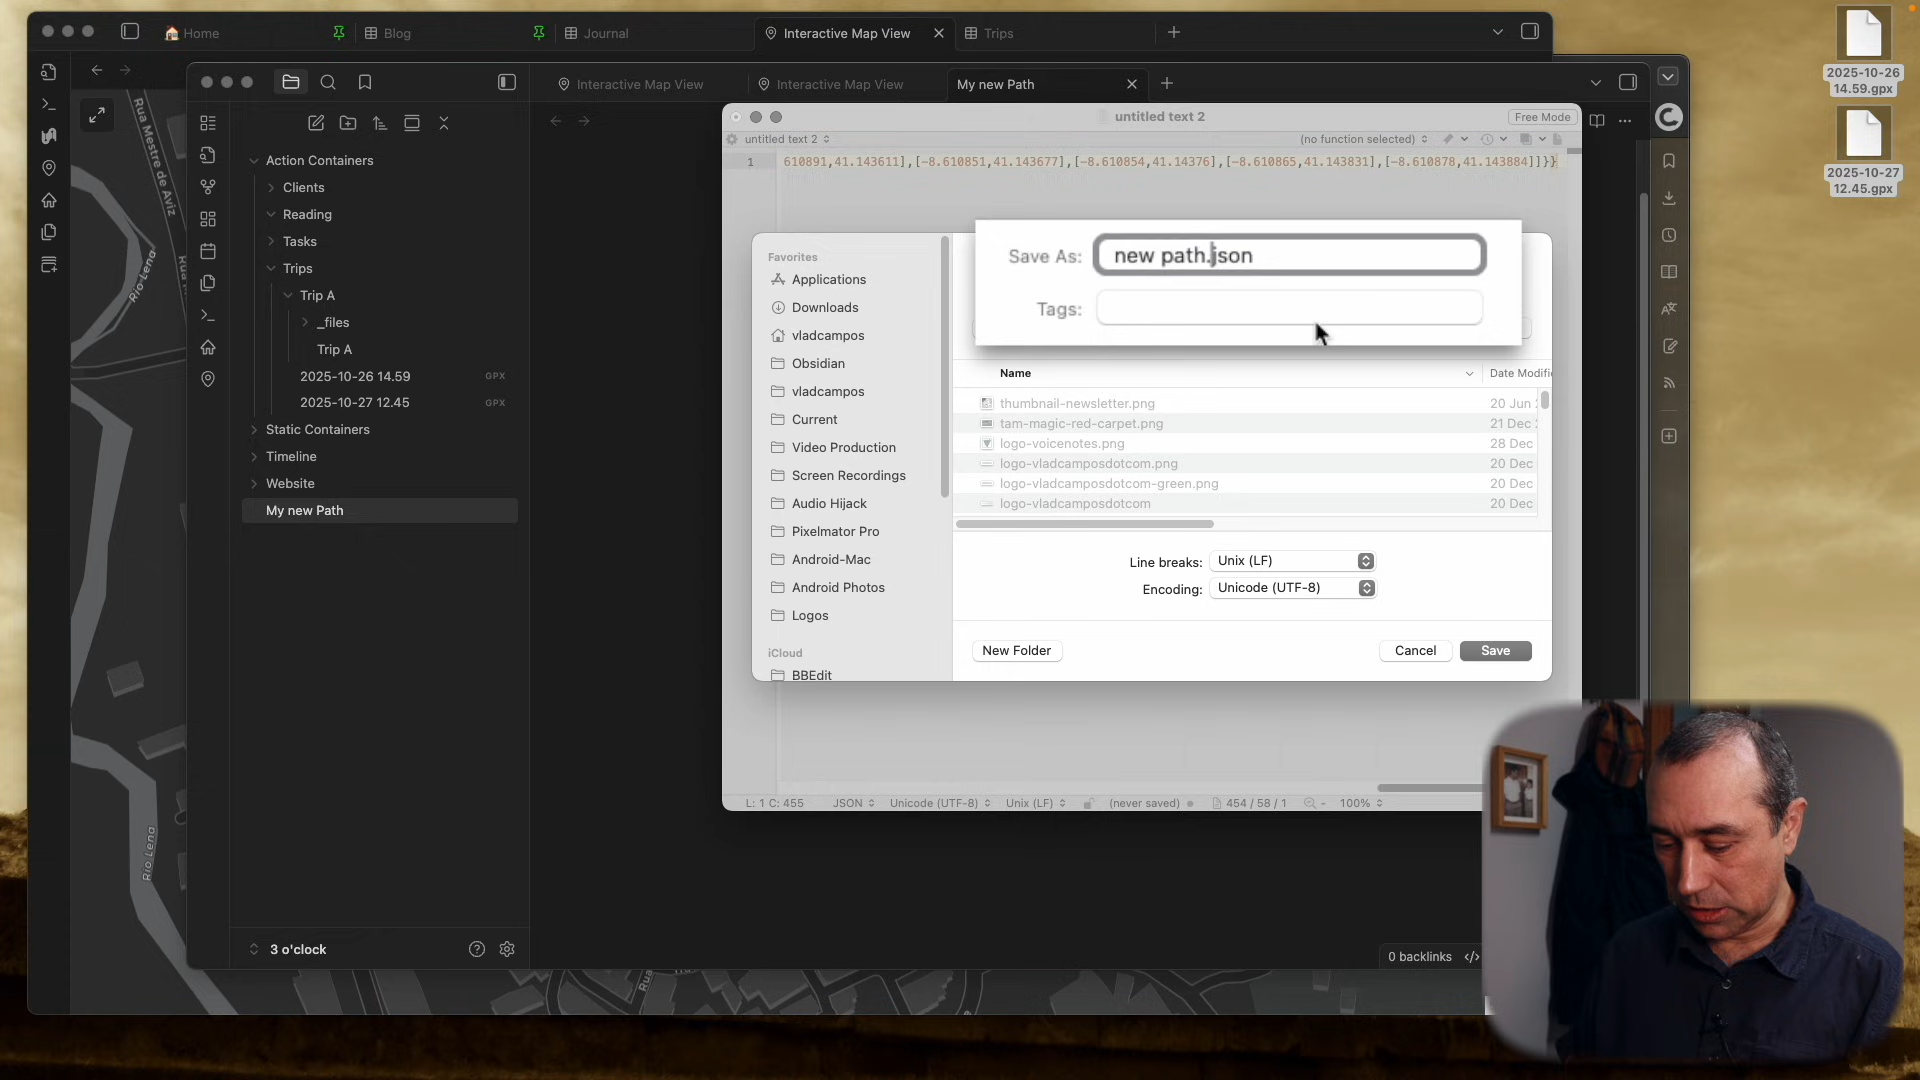 Home
Blog
Journal
Interactive Map View
Trips
Interactive Map View
Interactive Map View
My new Path
Action Containers
Clients
Reading
Tasks
Trips
Trip A
_files
Trip A
2025-10-26 14.59 GPX
2025-10-27 12.45 GPX
Static Containers
Timeline
Website
My new Path
3 o'clock
untitled text 2
Free Mode
untitled text 2
(no function selected)
1 610891,41.143611],[-8.610851,41.143677],[-8.610854,41.14376],[-8.610865,41.143831],[-8.610878,41.143884]]}}
Save As: new path.json
Tags:
Favorites
Applications
Downloads
vladcampos
Obsidian
vladcampos
Current
Video Production
Screen Recordings
Audio Hijack
Pixelmator Pro
Android-Mac
Android Photos
Logos
iCloud
BBEdit
Name
Date Modifi
thumbnail-newsletter.png 20 Jun
tam-magic-red-carpet.png 21 Dec
logo-voicenotes.png 28 Dec
logo-vladcamposdotcom.png 20 Dec
logo-vladcamposdotcom-green.png 20 Dec
logo-vladcamposdotcom 20 Dec
Line breaks: Unix (LF)
Encoding: Unicode (UTF-8)
New Folder
Cancel
Save
L: 1 C: 455
JSON
Unicode (UTF-8)
Unix (LF)
(never saved)
454 / 58 / 1
100%
0 backlinks
2025-10-26
14.59.gpx
2025-10-27
12.45.gpx
Rua Mestre de Aviz
Rio Lena
Rio Lena
Rua